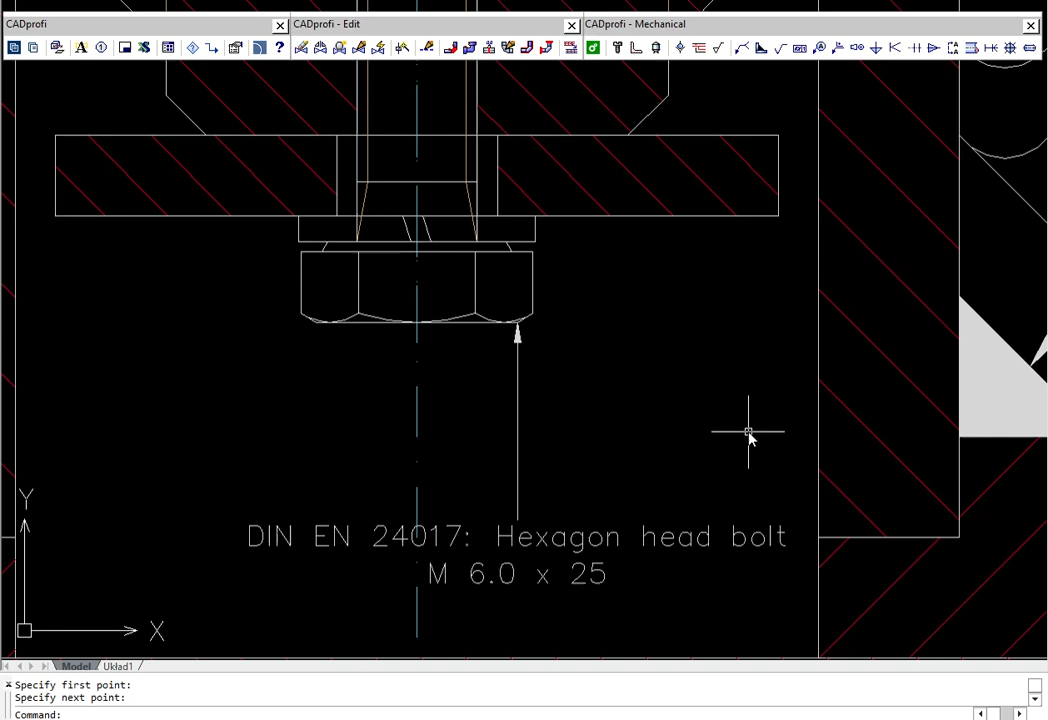 CADprofi
CADprofi - Edit
CADprofi - Mechanical
DIN EN 24017: Hexagon head bolt
M 6.0 x 25
Y
X
Model
Układ1
Specify first point:
Specify next point:
Command: